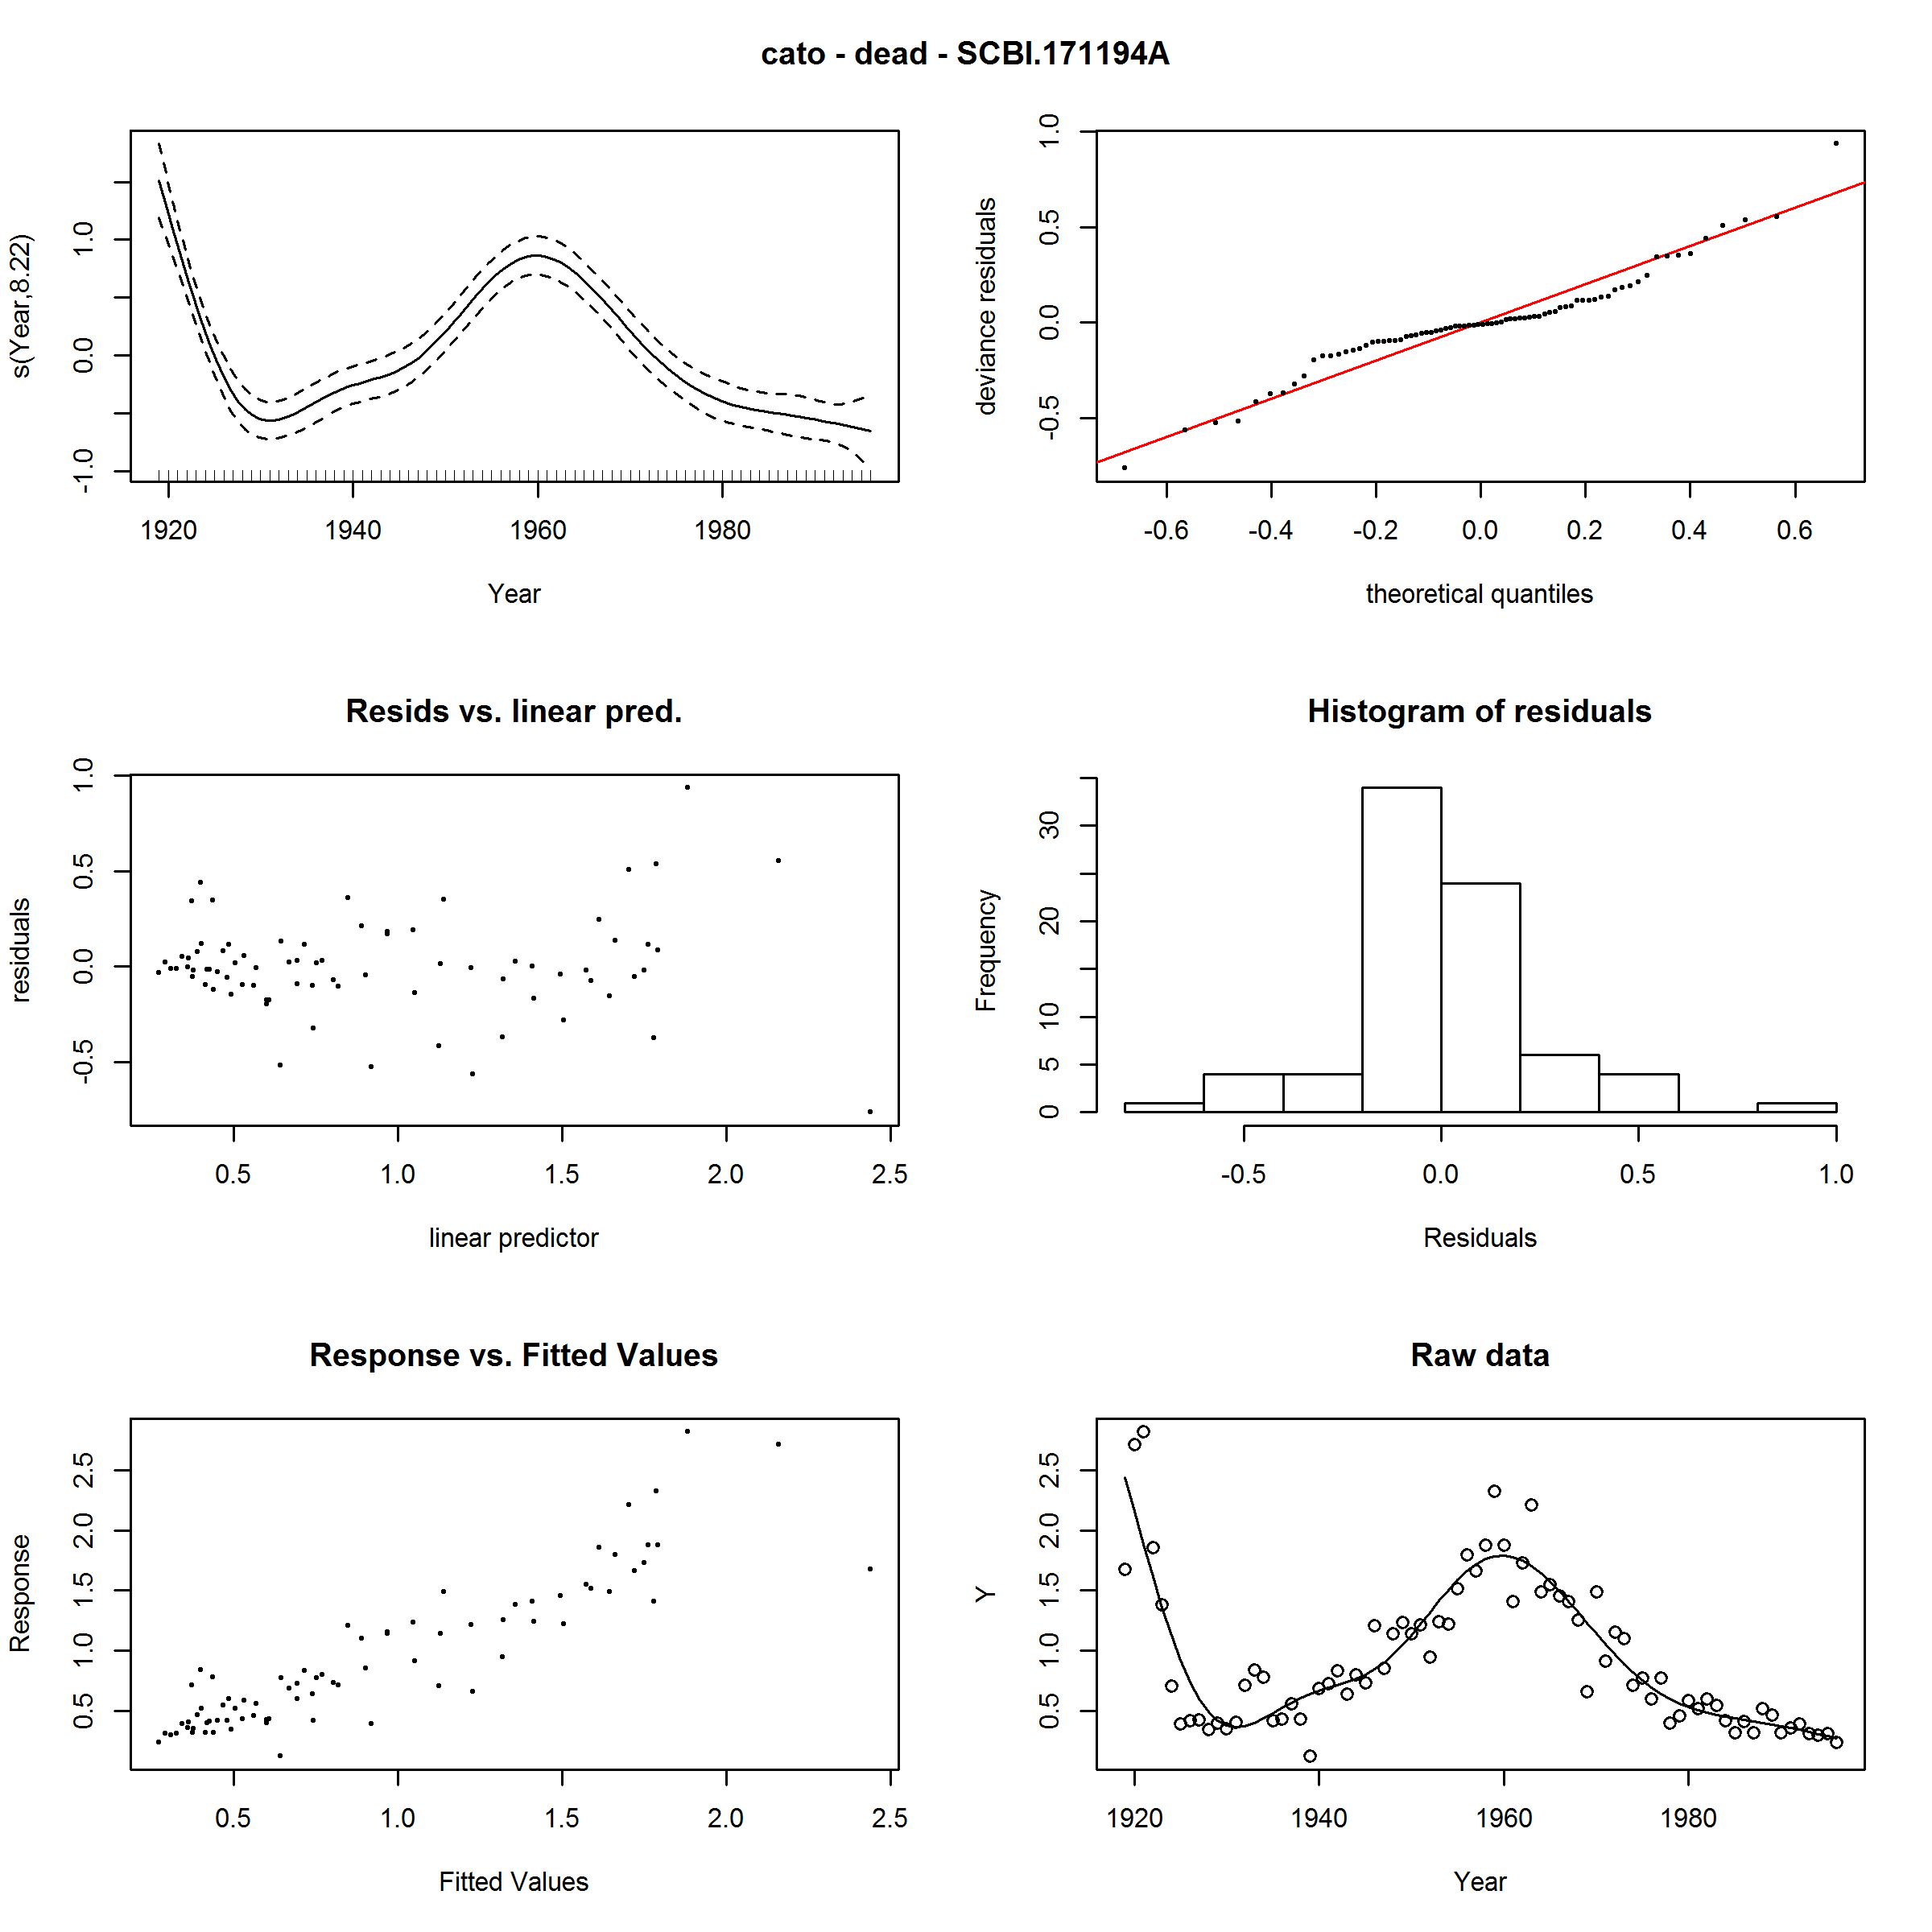 cato - dead - SCBI.171194A
s(Year,8.22)
-1.0 0.0 1.0
1920 1940 1960 1980
Year
deviance residuals
-0.5 0.0 0.5 1.0
-0.6 -0.4 -0.2 0.0 0.2 0.4 0.6
theoretical quantiles
Resids vs. linear pred.
residuals
-0.5 0.0 0.5 1.0
0.5 1.0 1.5 2.0 2.5
linear predictor
Histogram of residuals
Frequency
0 5 10 20 30
-0.5 0.0 0.5 1.0
Residuals
Response vs. Fitted Values
Response
0.5 1.0 1.5 2.0 2.5
0.5 1.0 1.5 2.0 2.5
Fitted Values
Raw data
Y
0.5 1.0 1.5 2.0 2.5
1920 1940 1960 1980
Year